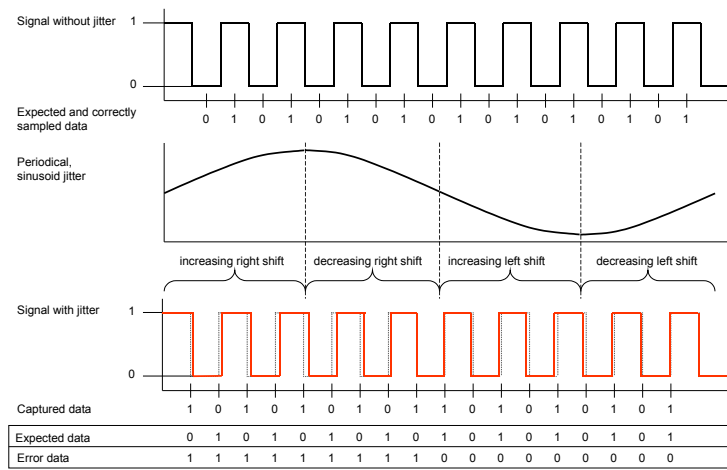 Signal without jitter
1
0
Expected and correctly
sampled data
0 1 0 1 0 1 0 1 0 1 0 1 0 1 0 1 0 1
Periodical,
sinusoid jitter
increasing right shift decreasing right shift increasing left shift decreasing left shift
Signal with jitter
1
0
Captured data 1 0 1 0 1 0 1 0 1 1 0 1 0 1 0 1 0 1
Expected data 0 1 0 1 0 1 0 1 0 1 0 1 0 1 0 1 0 1
Error data 1 1 1 1 1 1 1 1 1 0 0 0 0 0 0 0 0 0